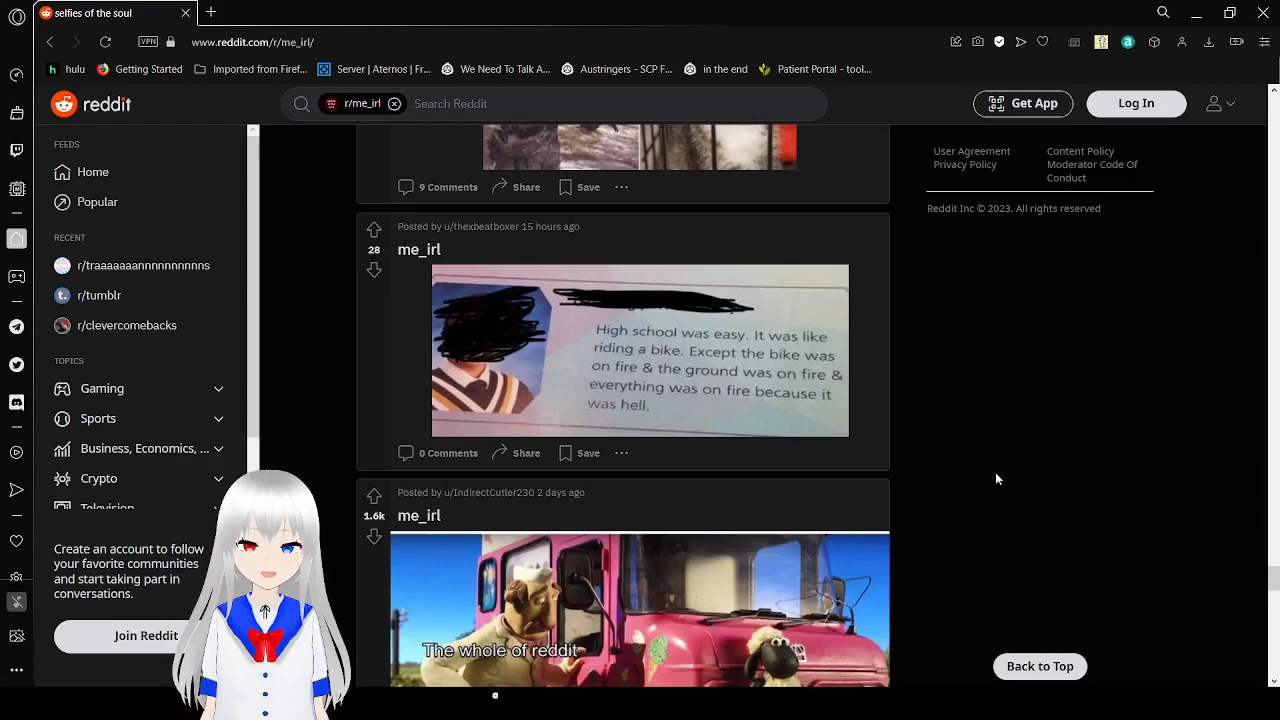 selfies of the soul
VPN
www.reddit.com/r/me_irl/
hulu
Getting Started
Imported from Firef...
Server | Aternos | Fr...
We Need To Talk A...
Austringers - SCP F...
in the end
Patient Portal - tool...
reddit
r/me_irl
Search Reddit
Get App
Log In
FEEDS
Home
Popular
RECENT
r/traaaaaaannnnnnnnnns
r/tumblr
r/clevercomebacks
TOPICS
Gaming
Sports
Business, Economics, ...
Crypto
Television
Create an account to follow
your favorite communities
and start taking part in
conversations.
Join Reddit
9 Comments
Share
Save
Posted by u/thexbeatboxer 15 hours ago
28
me_irl
High school was easy. It was like
riding a bike. Except the bike was
on fire & the ground was on fire &
everything was on fire because it
was hell.
0 Comments
Share
Save
Posted by u/IndirectCutler230 2 days ago
1.6k
me_irl
The whole of reddit
User Agreement
Privacy Policy
Content Policy
Moderator Code Of
Conduct
Reddit Inc © 2023. All rights reserved
Back to Top